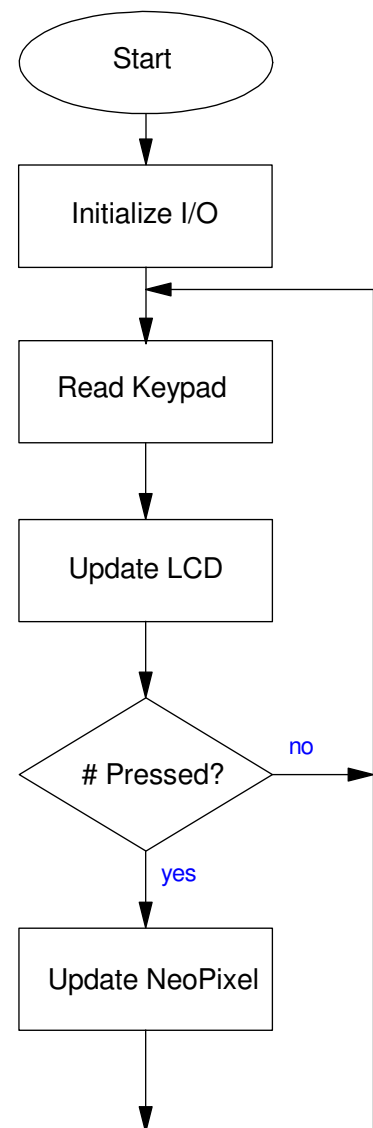 Start
Initialize I/O
Read Keypad
Update LCD
# Pressed?
no
yes
Update NeoPixel